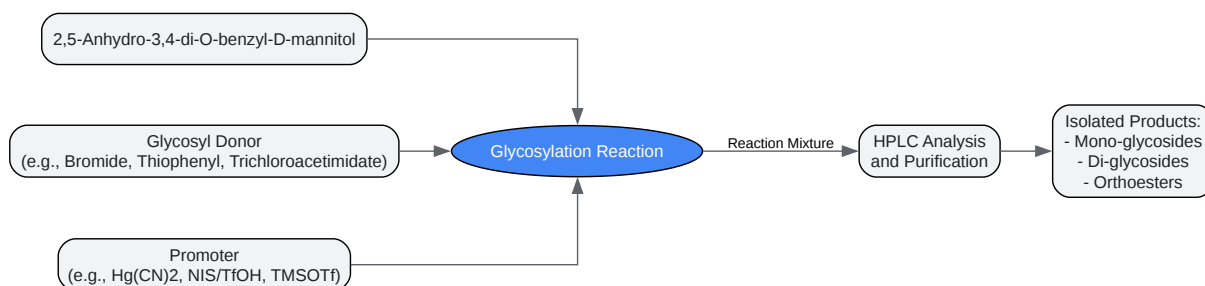 2,5-Anhydro-3,4-di-O-benzyl-D-mannitol
Glycosyl Donor
(e.g., Bromide, Thiophenyl, Trichloroacetimidate)
Promoter
(e.g., Hg(CN)2, NIS/TfOH, TMSOTf)
Glycosylation Reaction
Reaction Mixture
HPLC Analysis
and Purification
Isolated Products:
- Mono-glycosides
- Di-glycosides
- Orthoesters